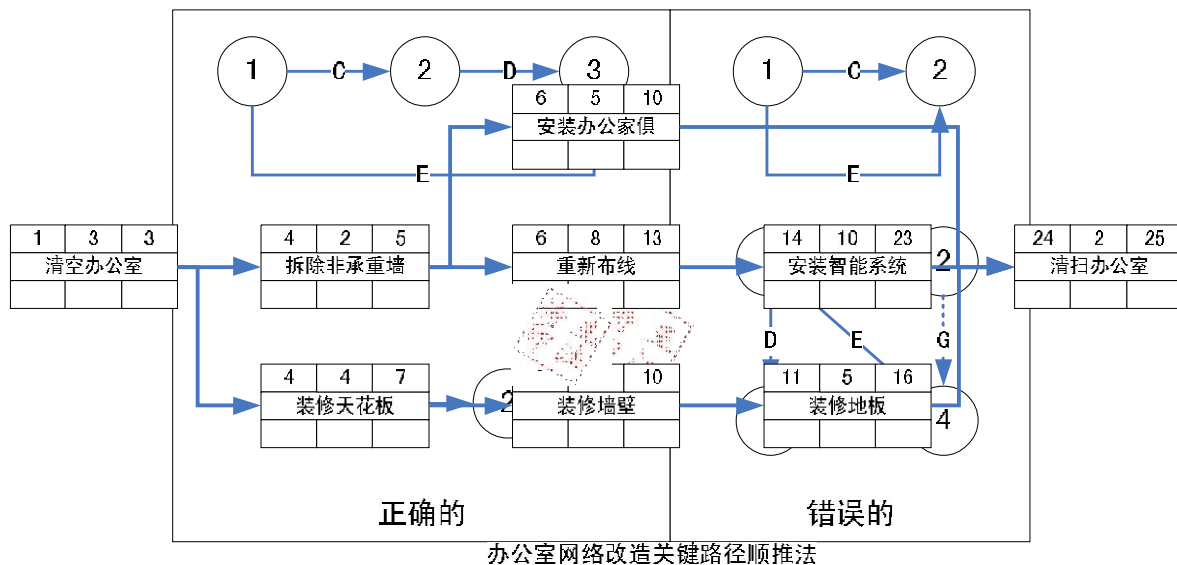 1 C 2 D 3
1 C 2
6 5 10
安装办公家俱
E
E
1 3 3
清空办公室
4 2 5
拆除非承重墙
6 8 13
重新布线
14 10 23
安装智能系统
2
24 2 25
清扫办公室
D
E
G
4 4 7
装修天花板
2
10
装修墙壁
11 5 16
装修地板
4
正确的
错误的
办公室网络改造关键路径顺推法